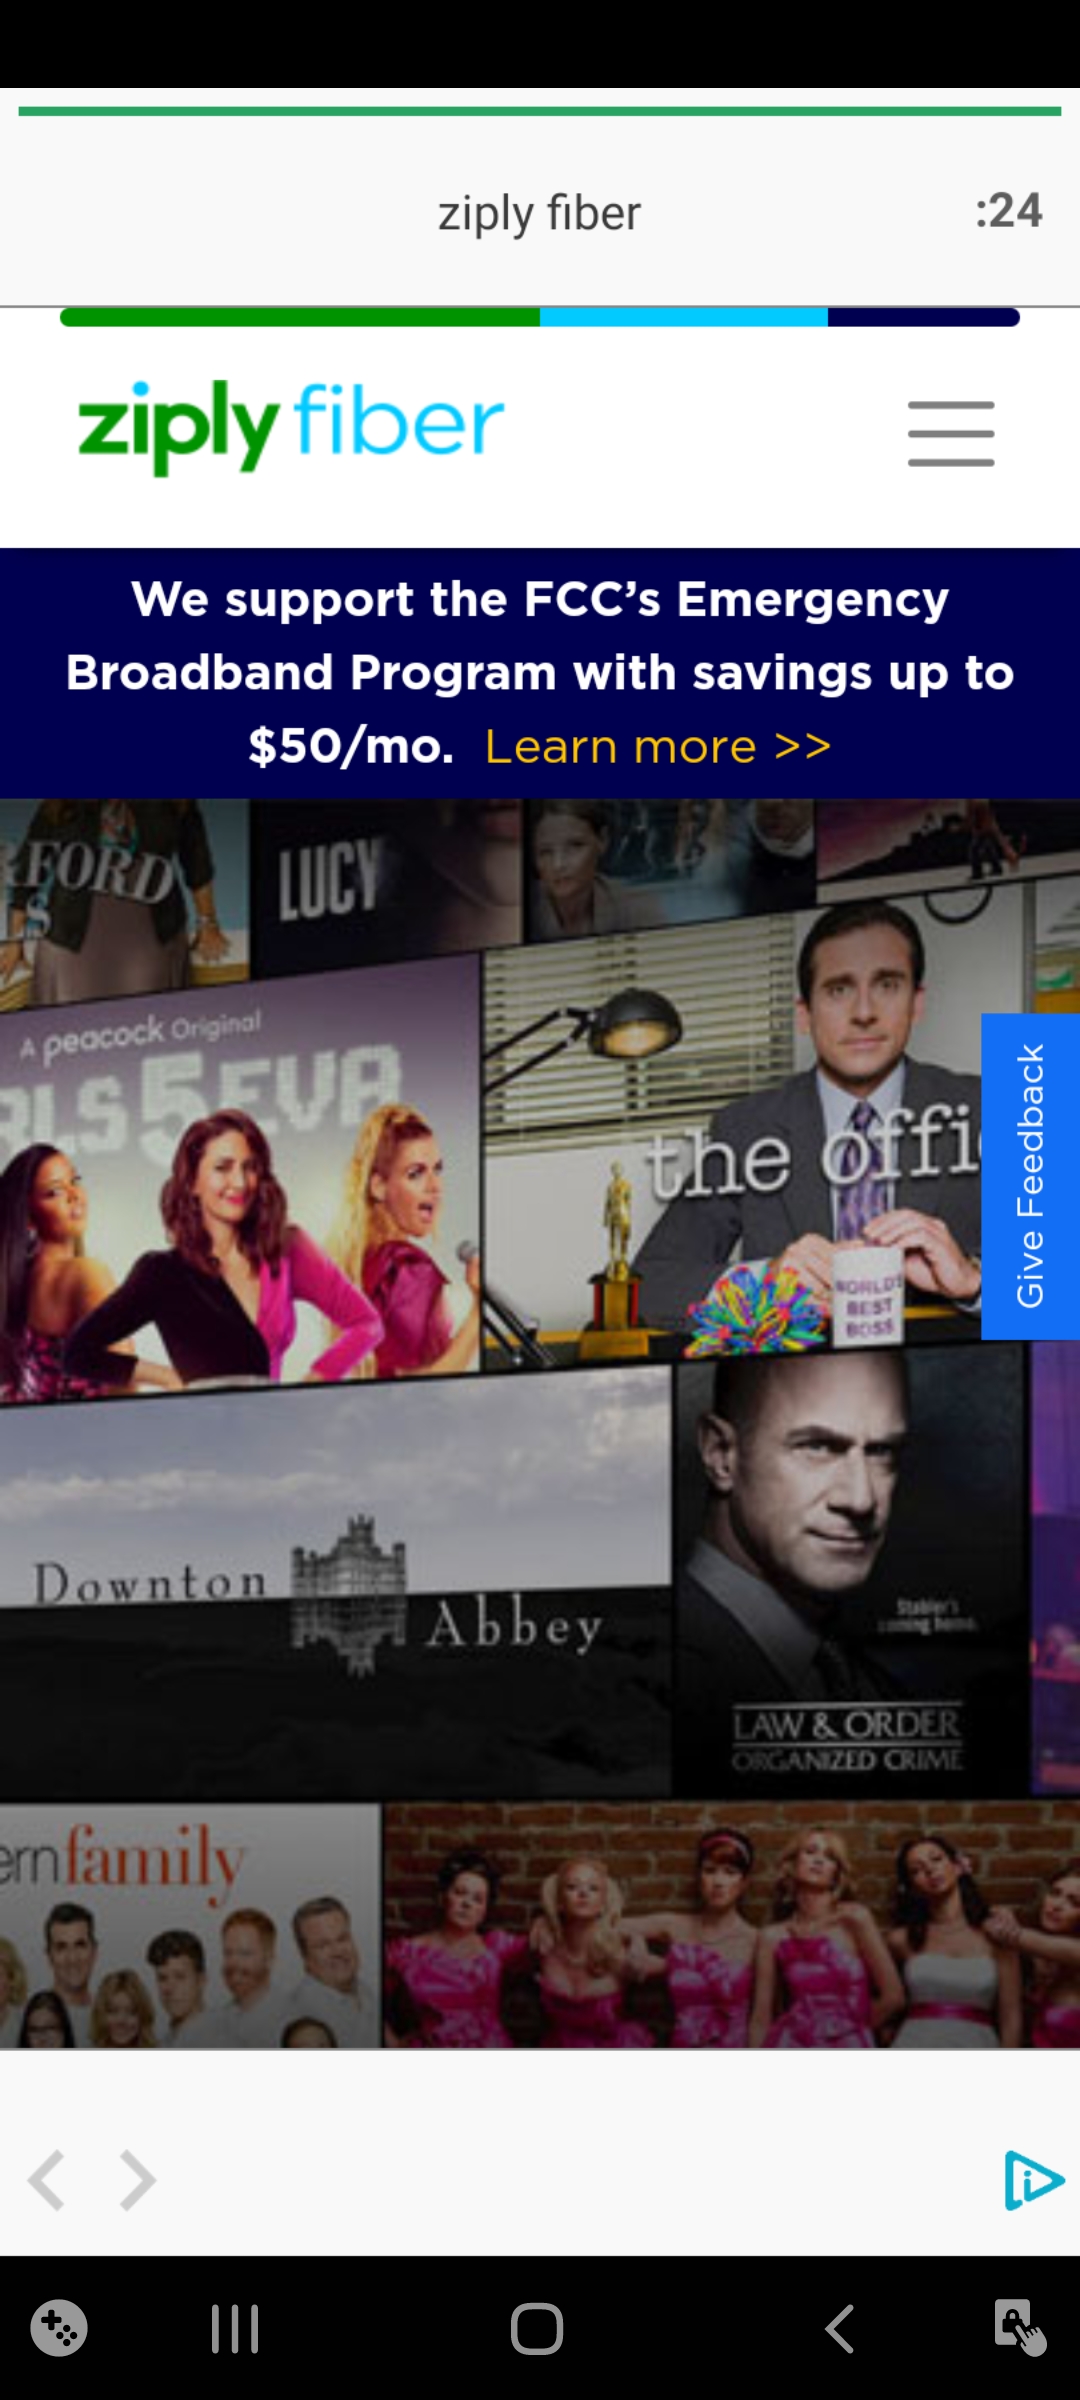 ziply fiber
:24
ziply fiber
We support the FCC’s Emergency
Broadband Program with savings up to
$50/mo. Learn more >>
RFORD
LS
LUCY
A peacock Original
RLS5EVA
the offi
Give Feedback
WORLD'S
BEST
BOSS
Downton
Abbey
Stabler's
coming home.
LAW & ORDER
ORGANIZED CRIME
ernfamily